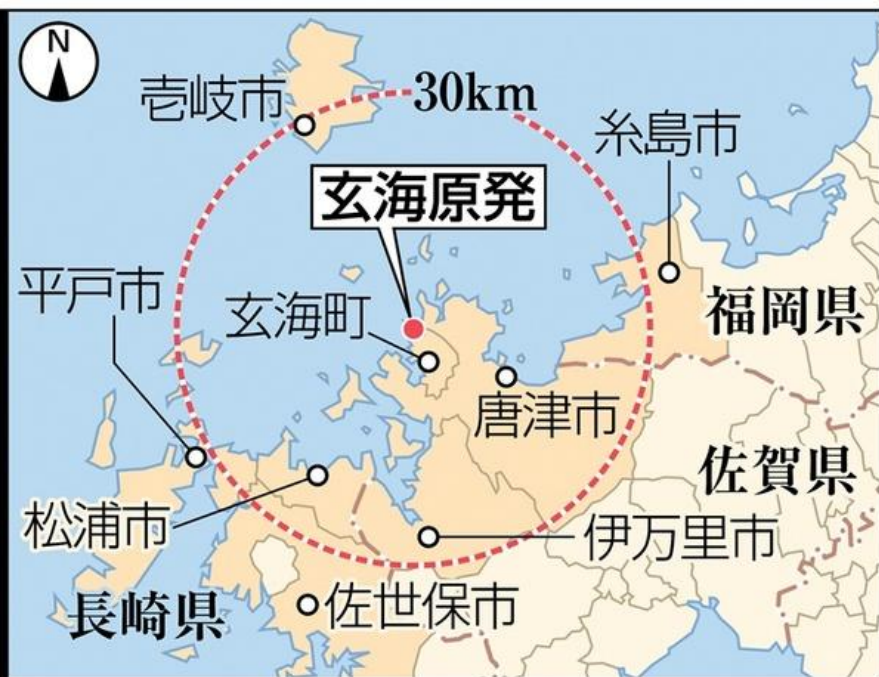 N
壱岐市
30km
糸島市
玄海原発
平戸市
玄海町
福岡県
唐津市
佐賀県
松浦市
伊万里市
長崎県
佐世保市